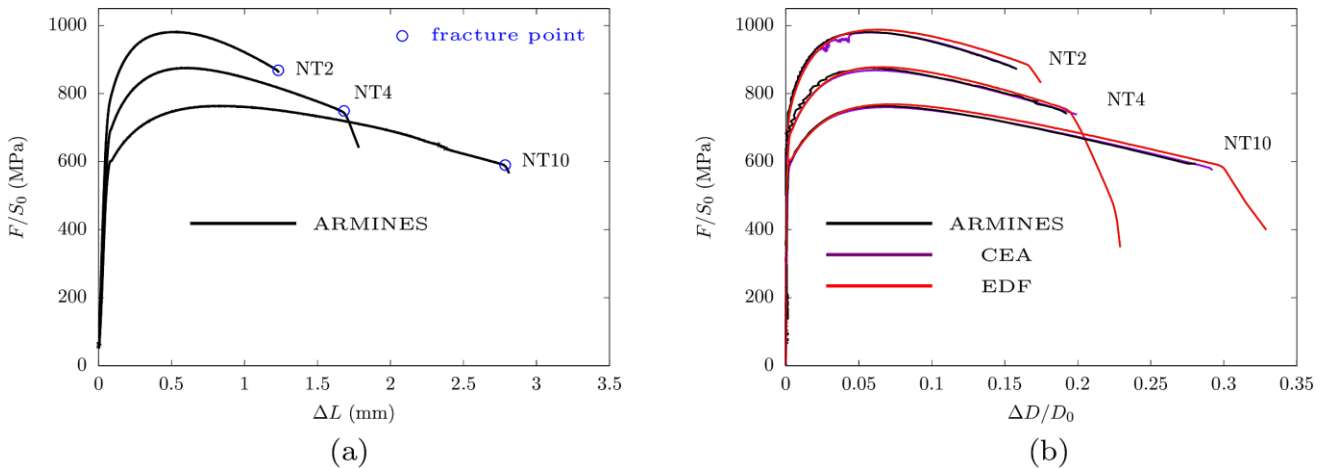 1000
800
600
400
200
0
F/S₀ (MPa)
fracture point
NT2
NT4
NT10
ARMINES
0 0.5 1 1.5 2 2.5 3 3.5
ΔL (mm)
(a)
1000
800
600
400
200
0
F/S₀ (MPa)
NT2
NT4
NT10
ARMINES
CEA
EDF
0 0.05 0.1 0.15 0.2 0.25 0.3 0.35
ΔD/D₀
(b)